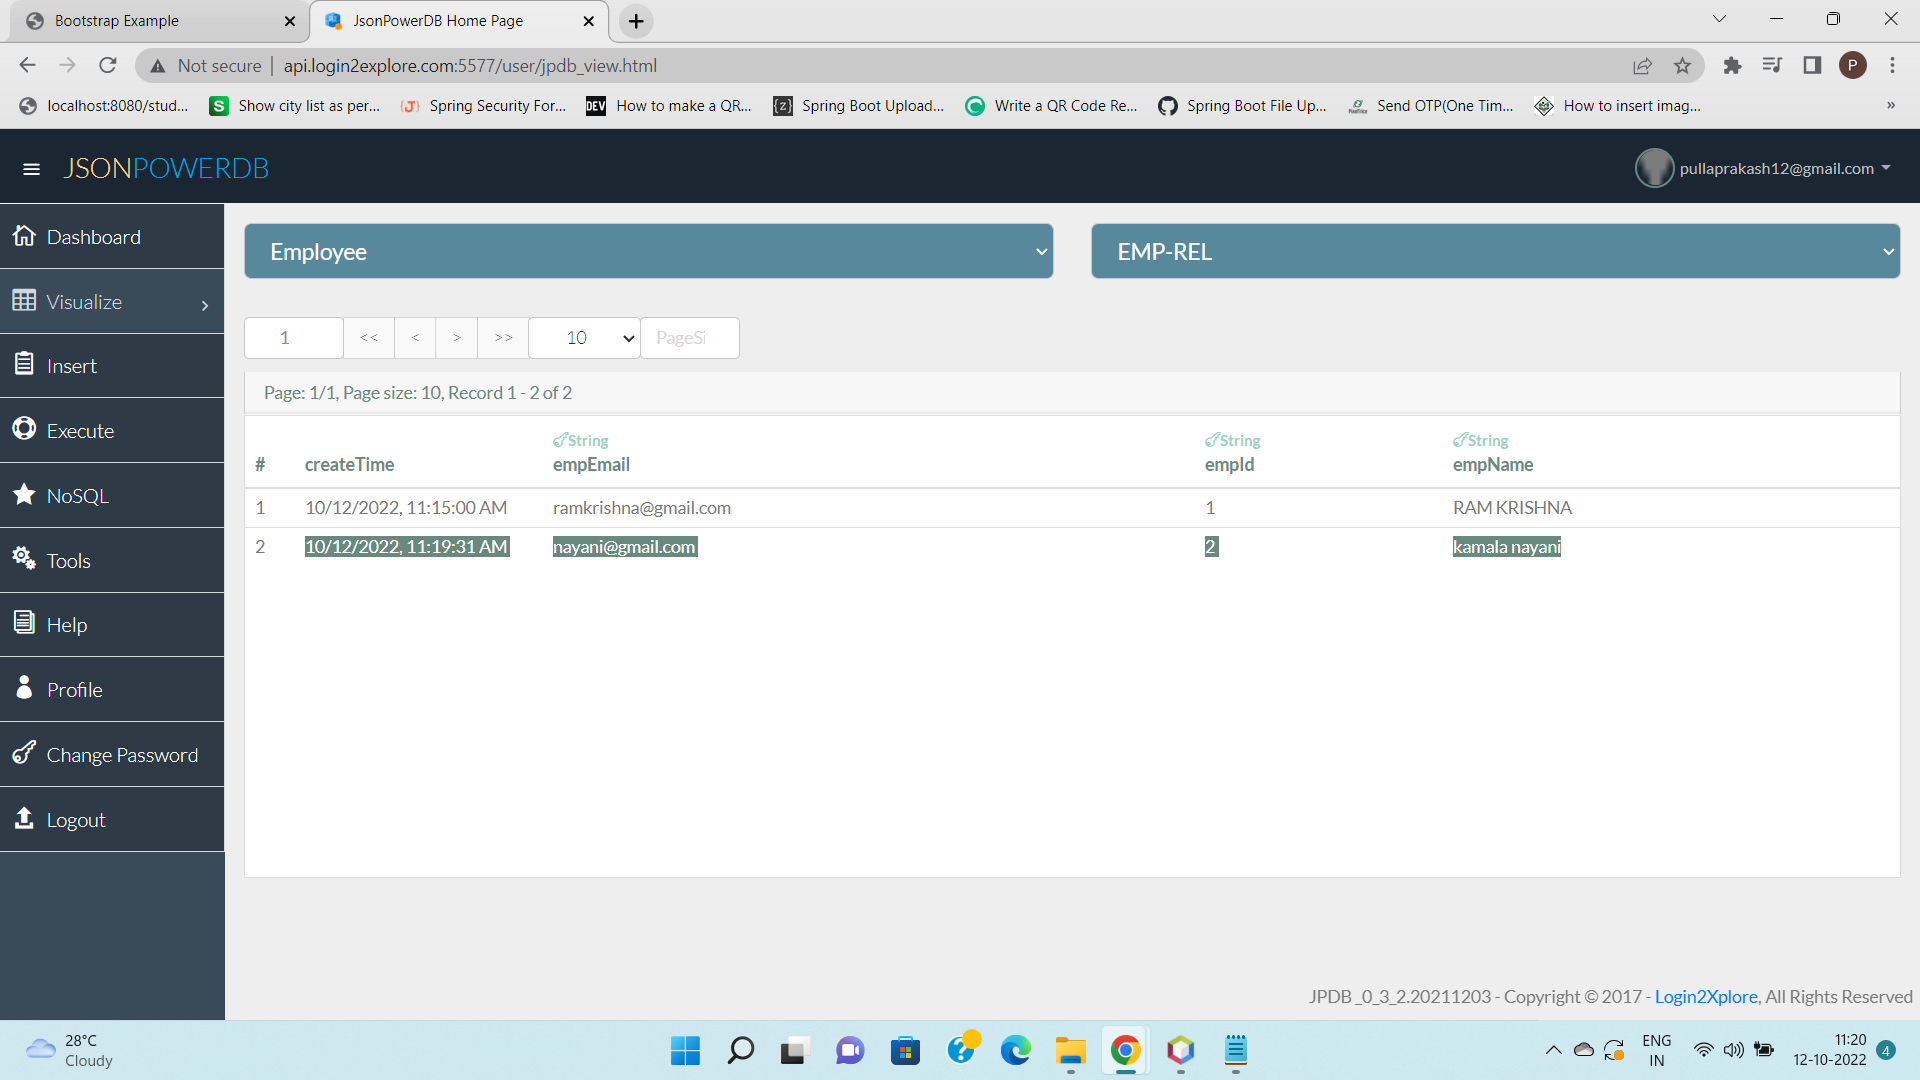 Bootstrap Example
JsonPowerDB Home Page
Not secure | api.login2explore.com:5577/user/jpdb_view.html
P
localhost:8080/stud...
S Show city list as per...
{J} Spring Security For...
DEV How to make a QR...
{z} Spring Boot Upload...
Write a QR Code Re...
Spring Boot File Up...
Send OTP(One Tim...
How to insert imag...
»
JSONPOWERDB
pullaprakash12@gmail.com
Dashboard
Visualize
Insert
Execute
NoSQL
Tools
Help
Profile
Change Password
Logout
Employee
EMP-REL
1 << < > >> 10 PageSi
Page: 1/1, Page size: 10, Record 1 - 2 of 2
String String String
# createTime empEmail empId empName
1 10/12/2022, 11:15:00 AM ramkrishna@gmail.com 1 RAM KRISHNA
2 10/12/2022, 11:19:31 AM nayani@gmail.com 2 kamala nayani
JPDB_0_3_2.20211203 - Copyright © 2017 - Login2Xplore, All Rights Reserved
28°C
Cloudy
ENG
IN
11:20
12-10-2022
4